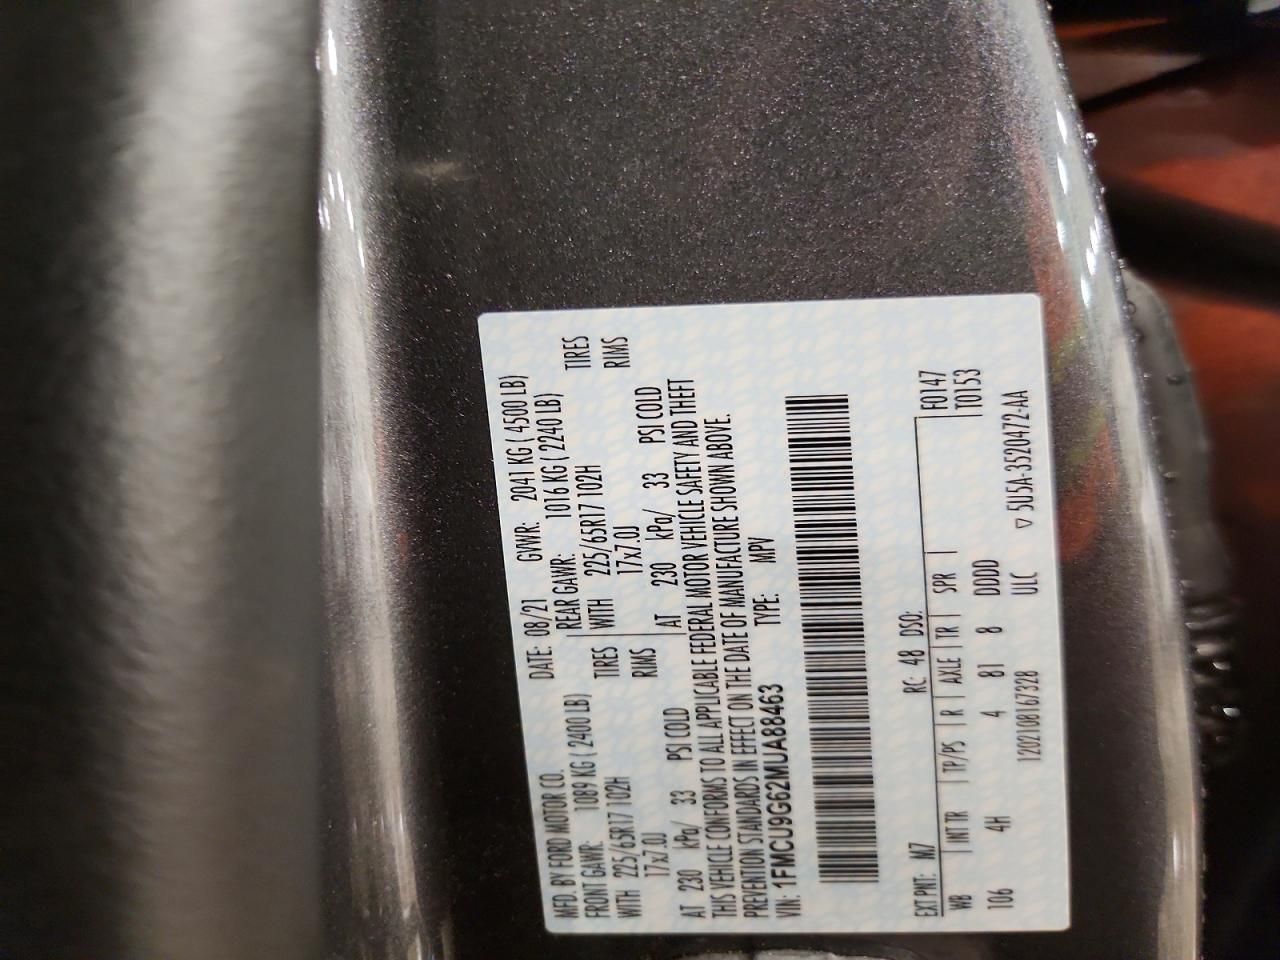 MFD. BY FORD MOTOR CO. DATE: 08/21 GVWR: 2041 KG ( 4500 LB)
FRONT GAWR: 1089 KG ( 2400 LB) REAR GAWR: 1016 KG ( 2240 LB)
WITH 225/65R17 102H TIRES WITH 225/65R17 102H TIRES
17x7.0J RIMS 17x7.0J RIMS
AT 230 kPa/ 33 PSI COLD AT 230 kPa/ 33 PSI COLD
THIS VEHICLE CONFORMS TO ALL APPLICABLE FEDERAL MOTOR VEHICLE SAFETY AND THEFT
PREVENTION STANDARDS IN EFFECT ON THE DATE OF MANUFACTURE SHOWN ABOVE.
VIN: 1FMCU9G62MUA88463 TYPE: MPV
EXT PNT: M7 RC: 48 DSO: F0147
WB INTR TP/PS R AXLE TR SPR T0153
106 4H 4 81 8 DDDD
1202108167328 ULC ▽ 5U5A-3520472-AA